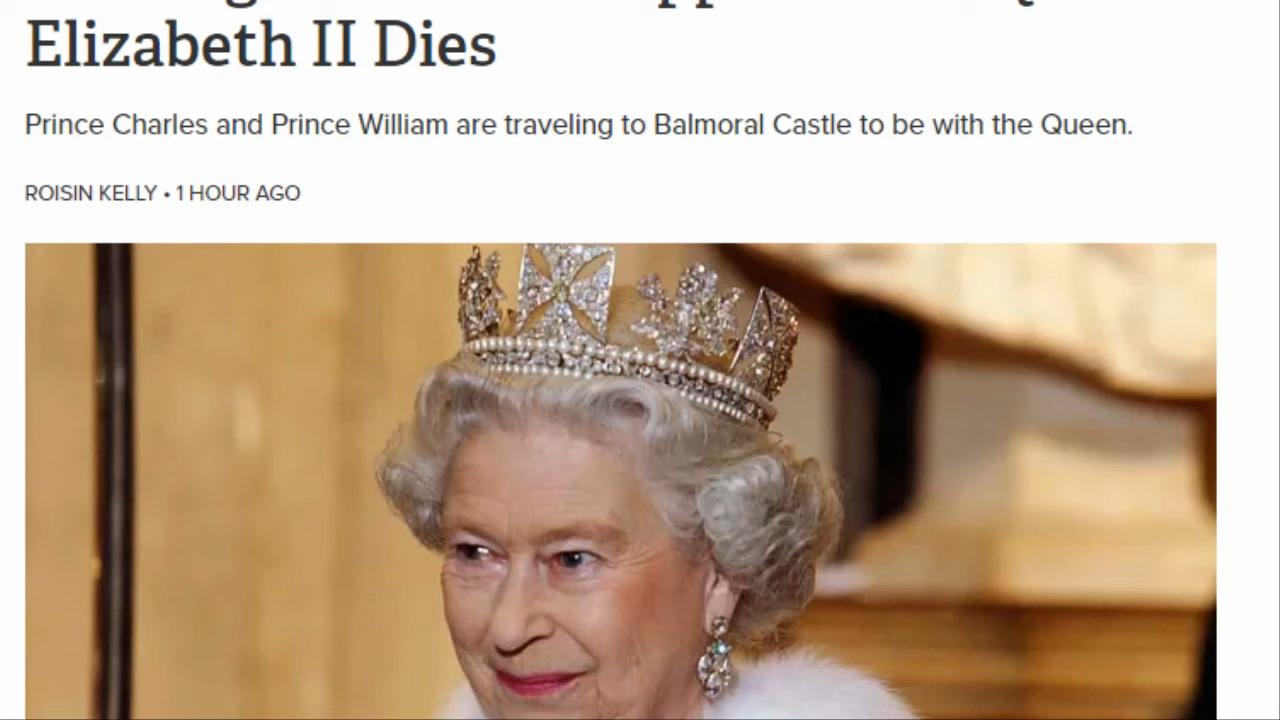 Elizabeth II Dies
Prince Charles and Prince William are traveling to Balmoral Castle to be with the Queen.
ROISIN KELLY • 1 HOUR AGO